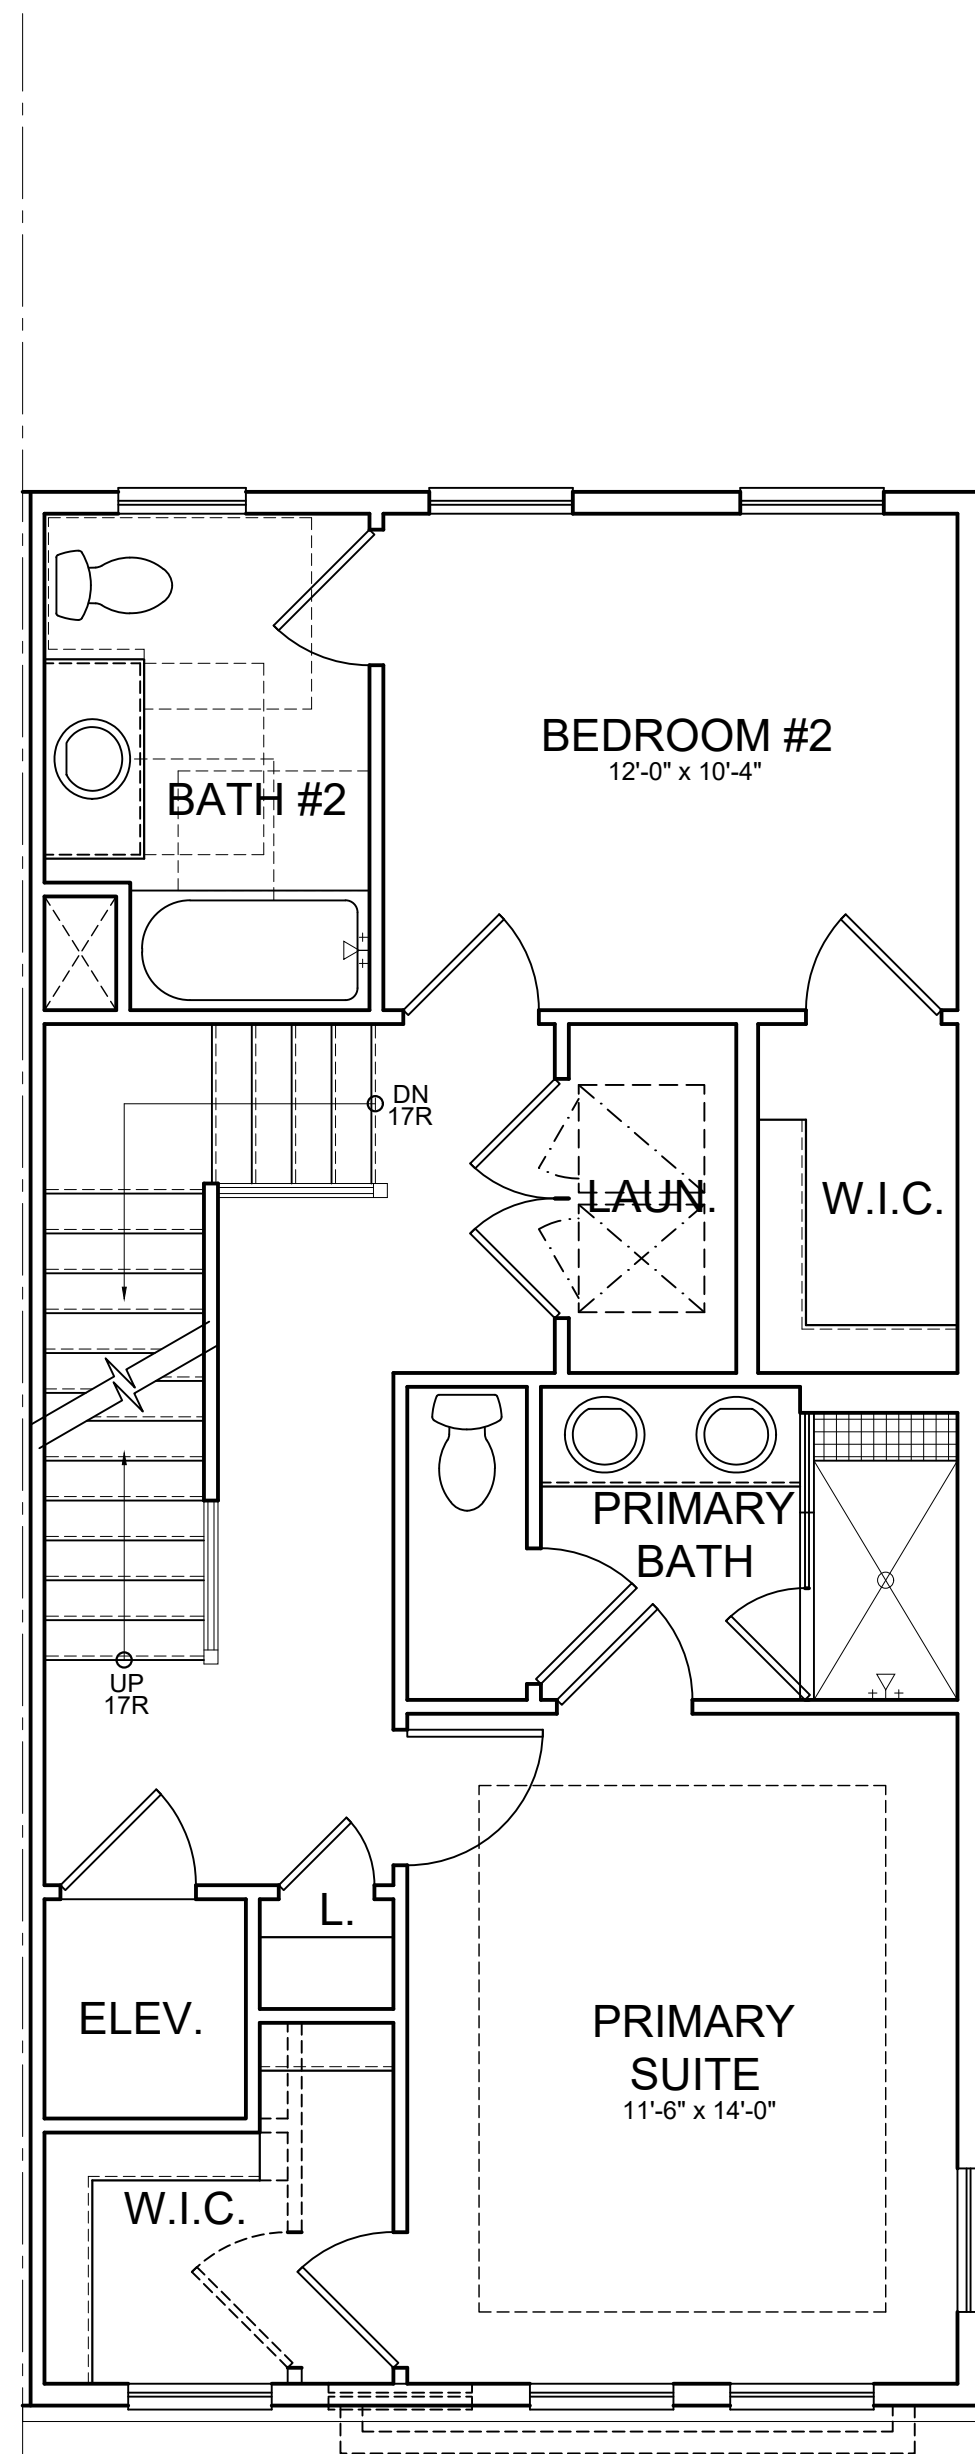 BEDROOM #2
12'-0" x 10'-4"
BATH #2
DN
17R
LAUN.
W.I.C.
PRIMARY
BATH
UP
17R
L.
ELEV.
PRIMARY
SUITE
11'-6" x 14'-0"
W.I.C.